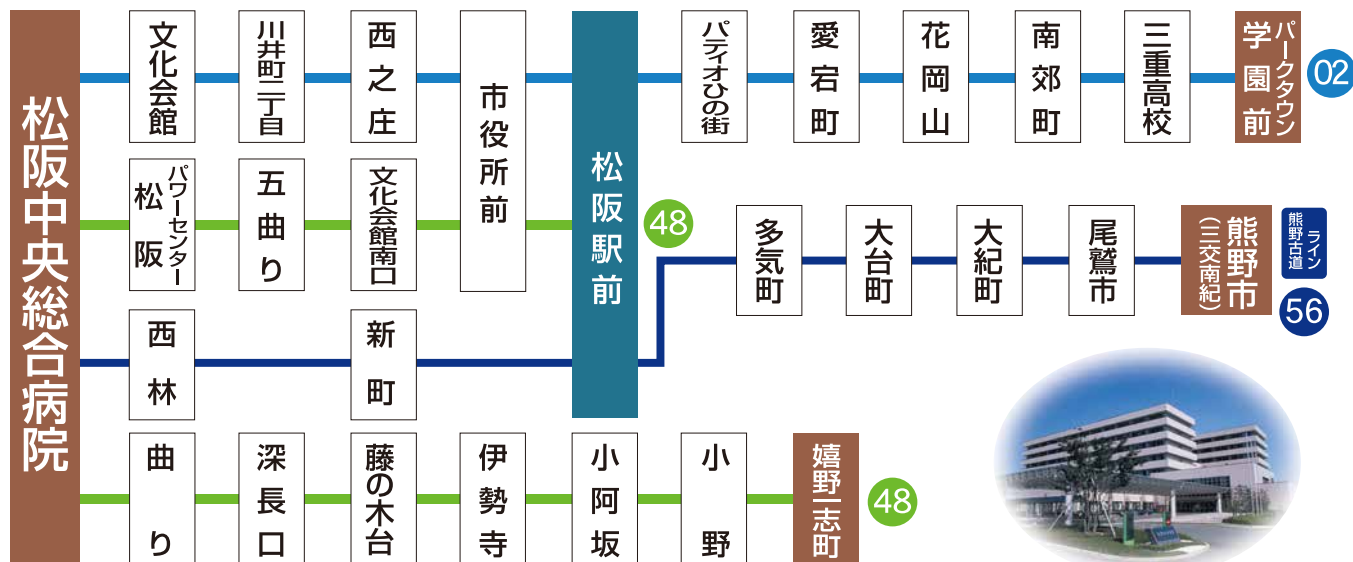 松阪中央総合病院
文化会館
川井町二丁目
西之庄
市役所前
松阪駅前
パティオひの街
愛宕町
花岡山
南郊町
三重高校
パークタウン
学園前
02
パワーセンター
松阪
五曲り
文化会館南口
48
西林
新町
多気町
大台町
大紀町
尾鷲市
熊野市
(三交南紀)
熊野古道
ライン
56
曲り
深長口
藤の木台
伊勢寺
小阿坂
小野
嬉野一志町
48